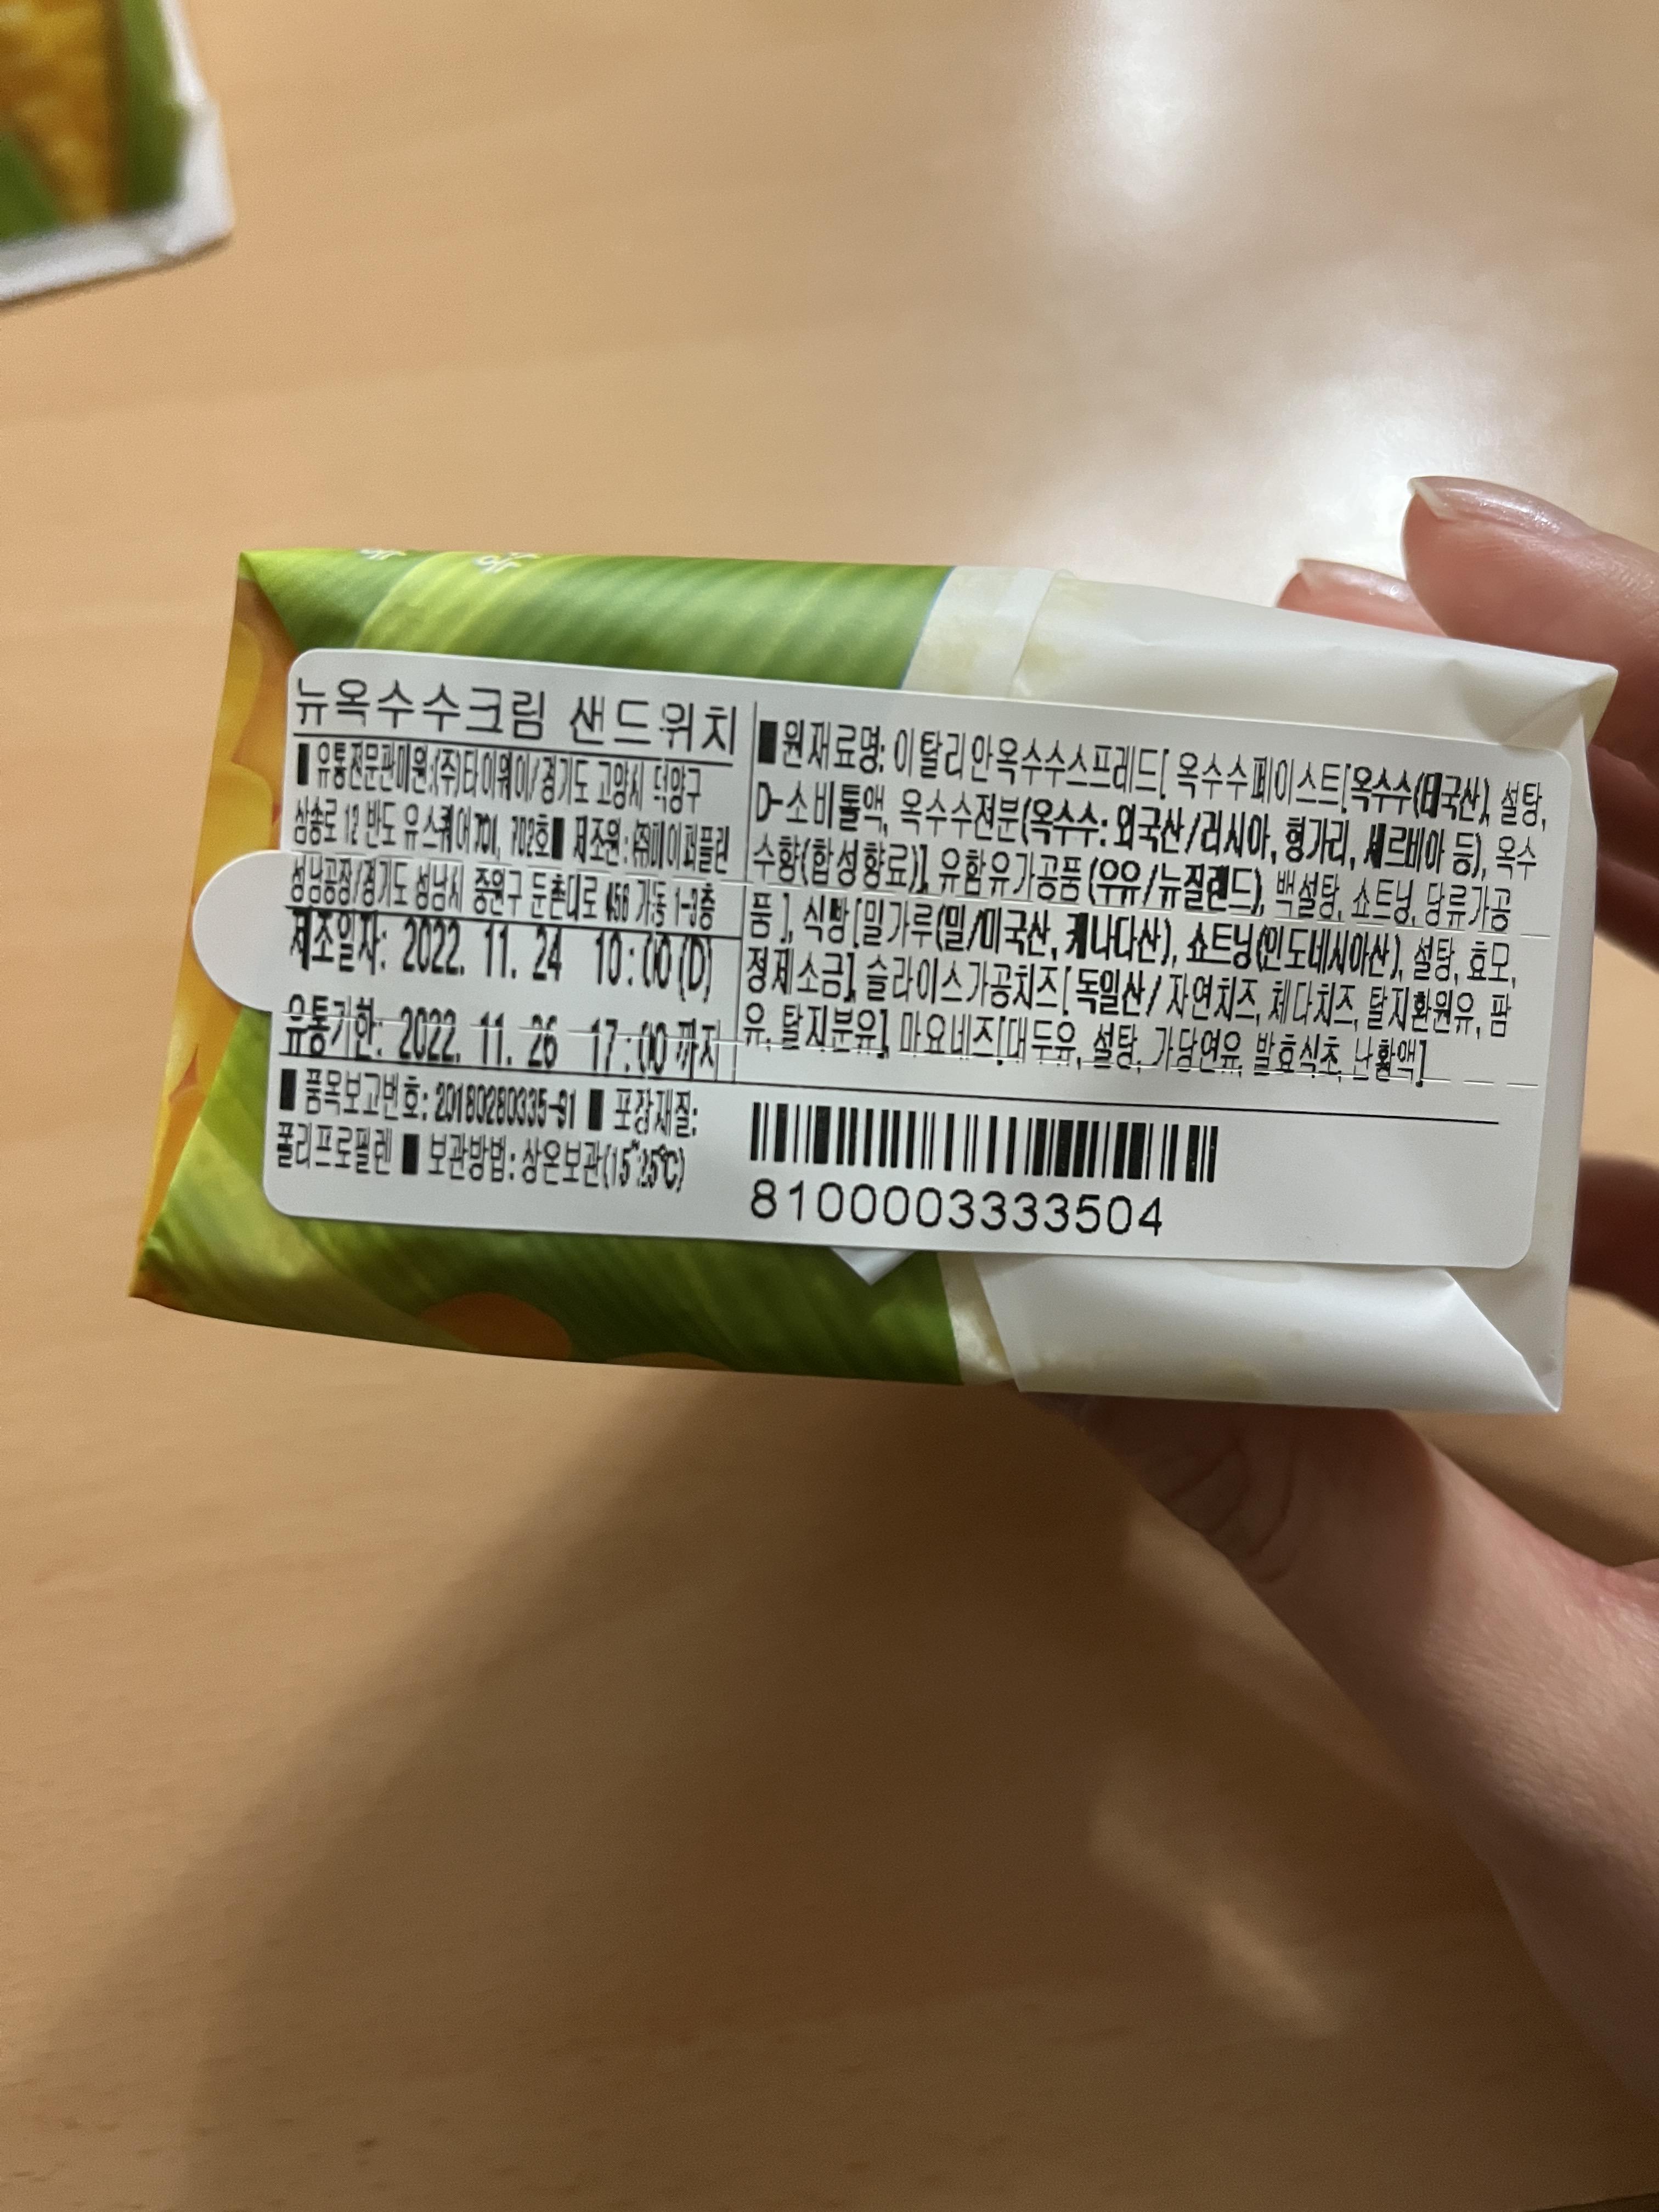 뉴옥수수크림 샌드위치
■ 유통전문판매원:(주)타이웨이/경기도 고양시 덕양구
삼송로 12 반도 유스퀘어 701, 702호 ■ 제조원:㈜메이퍼플린
성남공장/경기도 성남시 중원구 둔촌대로 456 가동 1-3층
제조일자: 2022. 11. 24 10:00(D)
유통기한: 2022. 11. 26 17:00 까지
■ 품목보고번호: 20180280335-91 ■ 포장재질:
폴리프로필렌 ■ 보관방법: 상온보관(15~25℃)
■원재료명: 이탈리안옥수수스프레드[ 옥수수페이스트[옥수수(태국산), 설탕,
D-소비톨액, 옥수수전분(옥수수: 외국산/러시아, 헝가리, 세르비아 등), 옥수
수향(합성향료)], 유함유가공품(우유/뉴질랜드), 백설탕, 쇼트닝, 당류가공
품 ], 식빵[밀가루(밀/미국산, 캐나다산), 쇼트닝(인도네시아산), 설탕, 효모,
정제소금], 슬라이스가공치즈[독일산/자연치즈, 체다치즈, 탈지환원유, 팜
유, 탈지분유], 마요네즈[대두유, 설탕, 가당연유, 발효식초, 난황액]
8100003333504